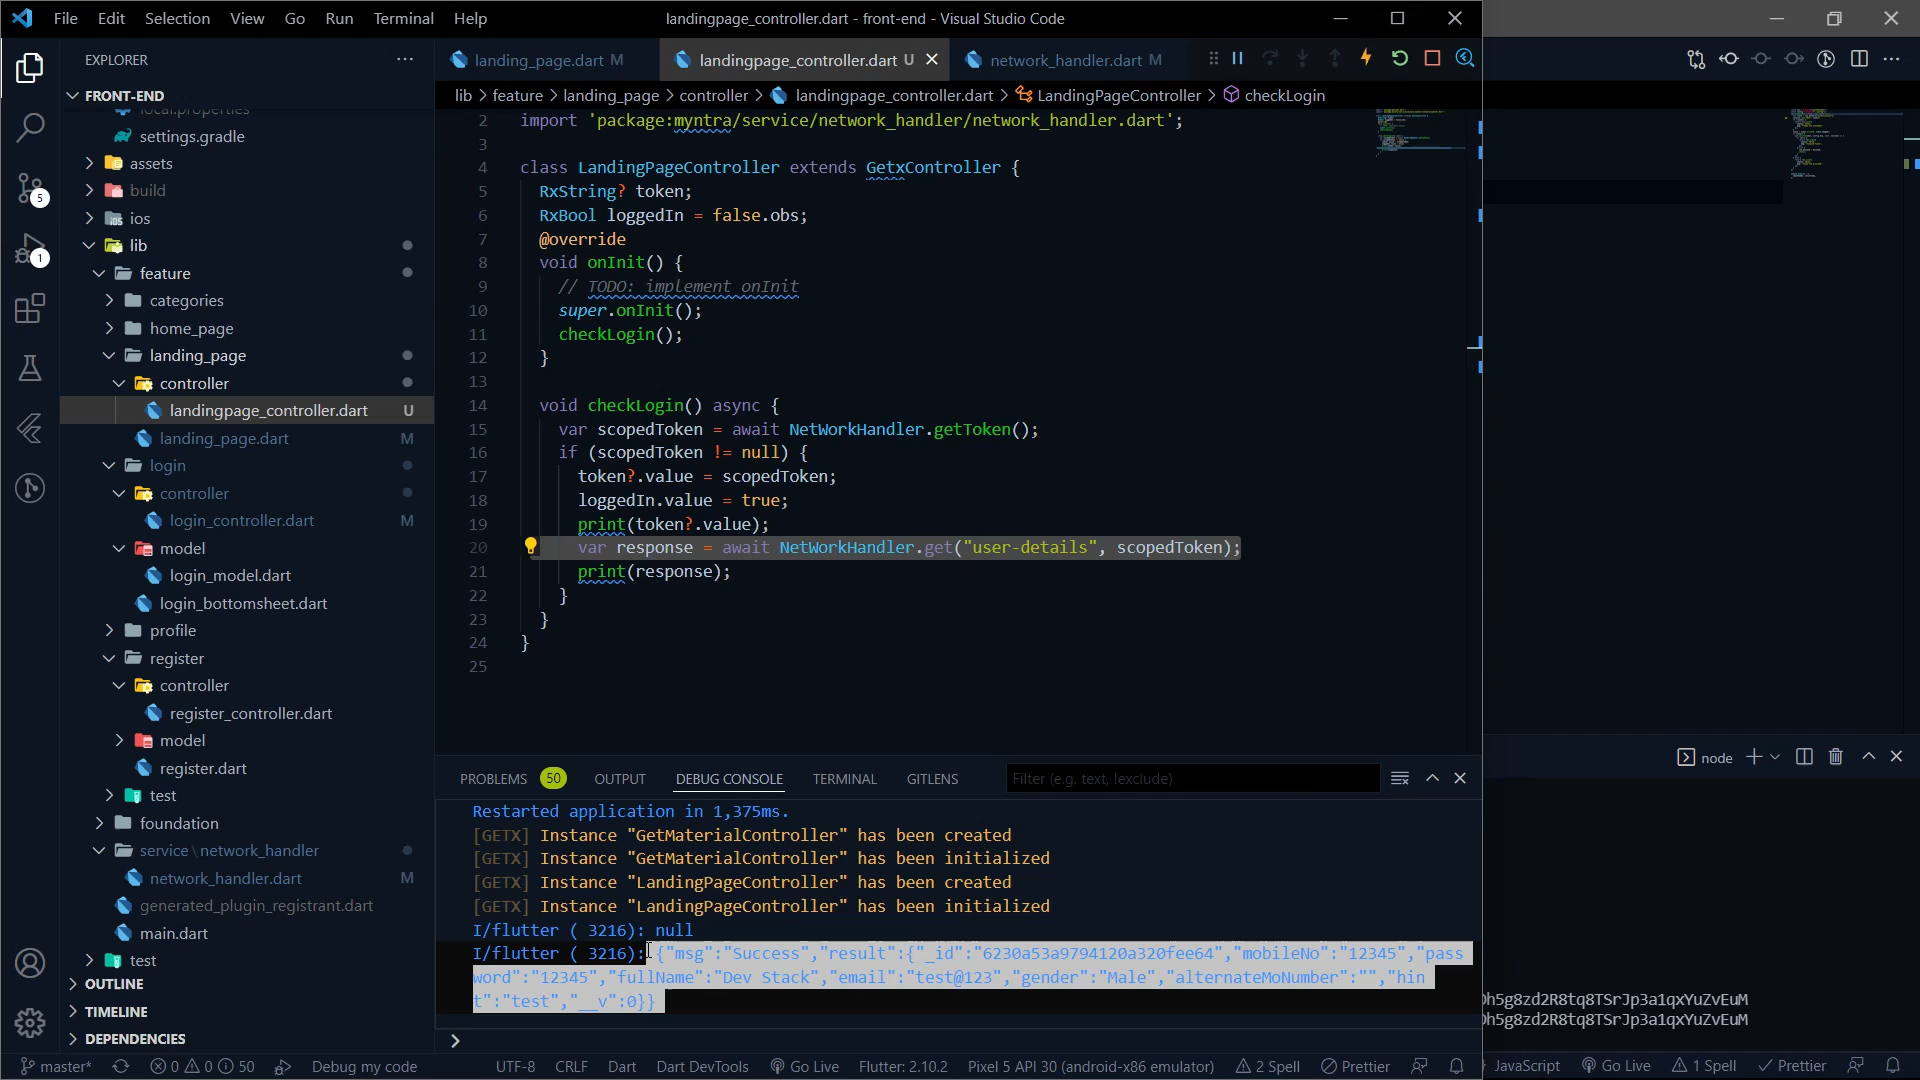 File Edit Selection View Go Run Terminal Help
landingpage_controller.dart - front-end - Visual Studio Code
EXPLORER
FRONT-END
local.properties
settings.gradle
assets
build
ios
lib
feature
categories
home_page
landing_page
controller
landingpage_controller.dart U
landing_page.dart M
login
controller
login_controller.dart M
model
login_model.dart
login_bottomsheet.dart
profile
register
controller
register_controller.dart
model
register.dart
test
foundation
service\network_handler
network_handler.dart M
generated_plugin_registrant.dart
main.dart
test
OUTLINE
TIMELINE
DEPENDENCIES
5
1
landing_page.dart M landingpage_controller.dart U network_handler.dart M
lib > feature > landing_page > controller > landingpage_controller.dart > LandingPageController > checkLogin
2 import 'package:myntra/service/network_handler/network_handler.dart';
3
4 class LandingPageController extends GetxController {
5 RxString? token;
6 RxBool loggedIn = false.obs;
7 @override
8 void onInit() {
9 // TODO: implement onInit
10 super.onInit();
11 checkLogin();
12 }
13
14 void checkLogin() async {
15 var scopedToken = await NetWorkHandler.getToken();
16 if (scopedToken != null) {
17 token?.value = scopedToken;
18 loggedIn.value = true;
19 print(token?.value);
20 var response = await NetWorkHandler.get("user-details", scopedToken);
21 print(response);
22 }
23 }
24 }
25
PROBLEMS 50 OUTPUT DEBUG CONSOLE TERMINAL GITLENS Filter (e.g. text, !exclude)
Restarted application in 1,375ms.
[GETX] Instance "GetMaterialController" has been created
[GETX] Instance "GetMaterialController" has been initialized
[GETX] Instance "LandingPageController" has been created
[GETX] Instance "LandingPageController" has been initialized
I/flutter ( 3216): null
I/flutter ( 3216): {"msg":"Success","result":{"_id":"6230a53a9794120a320fee64","mobileNo":"12345","pass
word":"12345","fullName":"Dev Stack","email":"test@123","gender":"Male","alternateMoNumber":"","hin
t":"test","__v":0}}
node
Oh5g8zd2R8tq8TSrJp3a1qxYuZvEuM
Oh5g8zd2R8tq8TSrJp3a1qxYuZvEuM
master* 0 0 50 Debug my code UTF-8 CRLF Dart Dart DevTools Go Live Flutter: 2.10.2 Pixel 5 API 30 (android-x86 emulator) 2 Spell Prettier
JavaScript Go Live 1 Spell Prettier